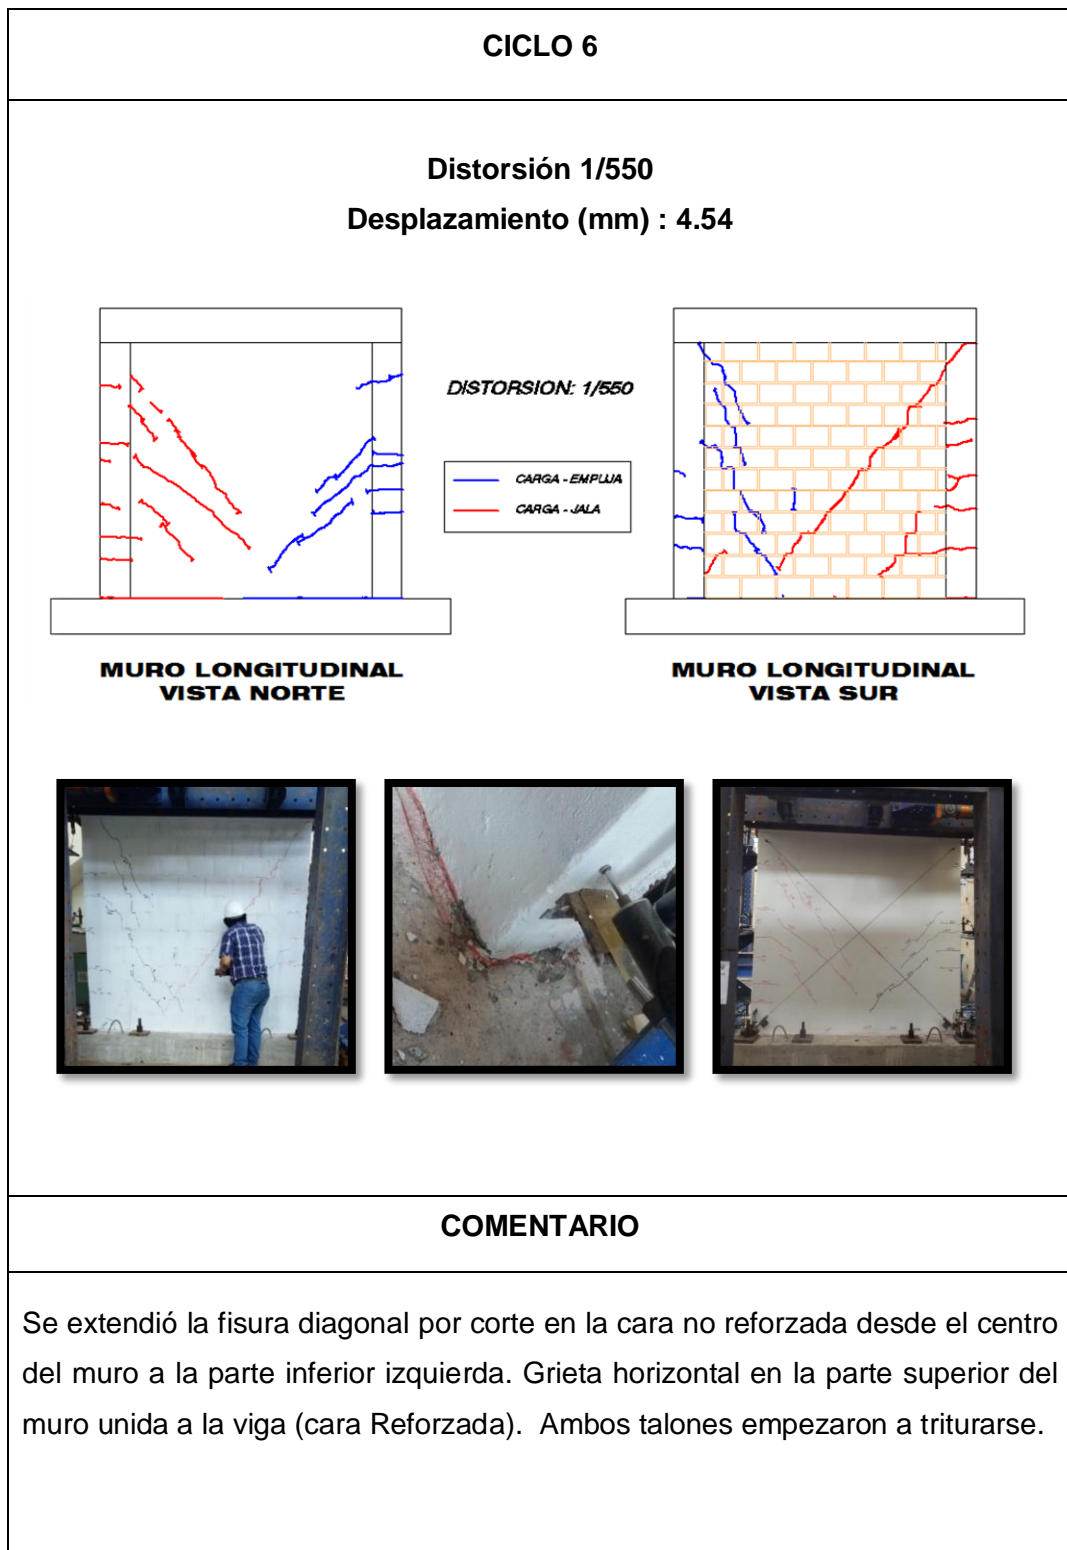 CICLO 6
Distorsión 1/550
Desplazamiento (mm) : 4.54
DISTORSION: 1/550
CARGA - EMPUJA
CARGA - JALA
MURO LONGITUDINAL
VISTA NORTE
MURO LONGITUDINAL
VISTA SUR
COMENTARIO
Se extendió la fisura diagonal por corte en la cara no reforzada desde el centro
del muro a la parte inferior izquierda. Grieta horizontal en la parte superior del
muro unida a la viga (cara Reforzada). Ambos talones empezaron a triturarse.